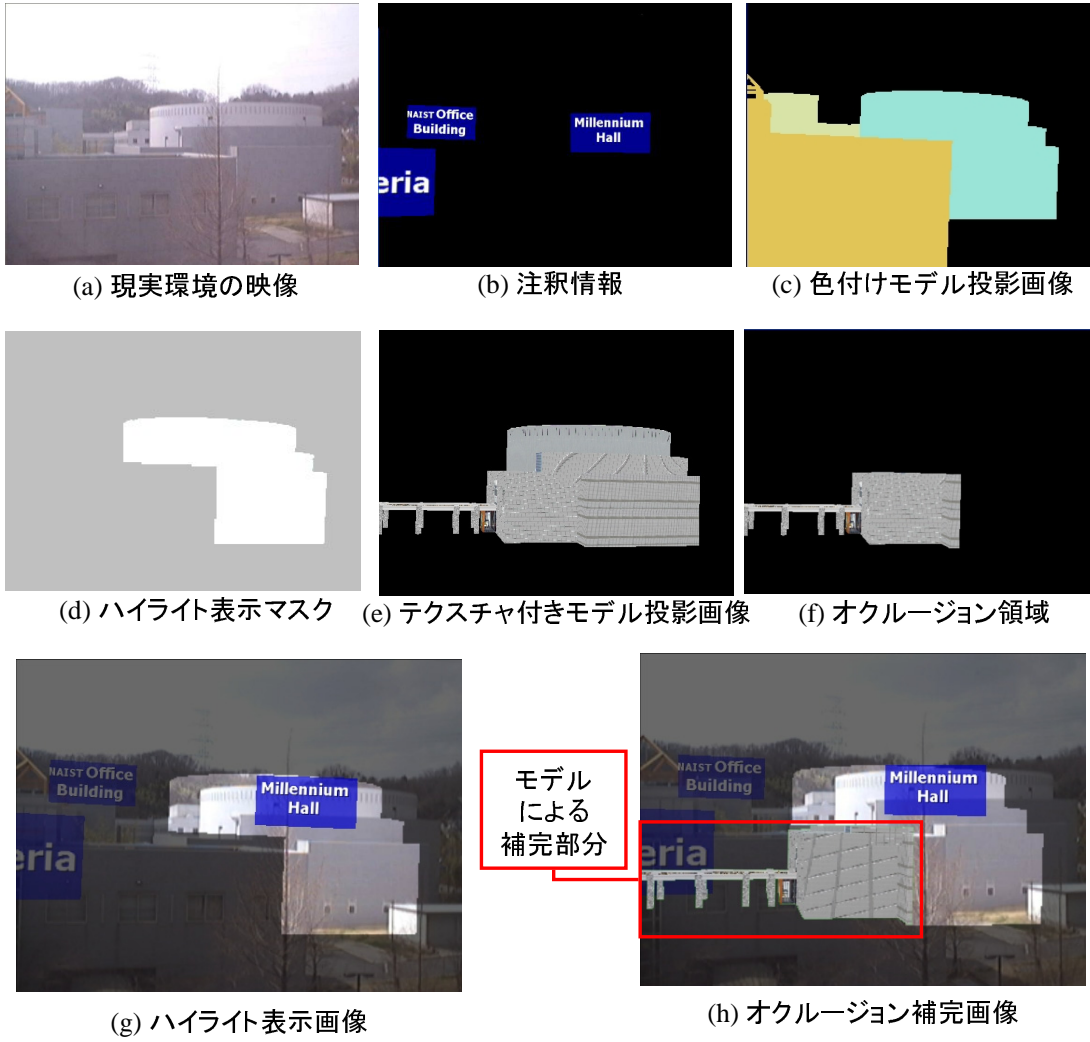 NAIST Office
Building
Millennium
Hall
eria
(a) 現実環境の映像
(b) 注釈情報
(c) 色付けモデル投影画像
(d) ハイライト表示マスク
(e) テクスチャ付きモデル投影画像
(f) オクルージョン領域
NAIST Office
Building
Millennium
Hall
eria
モデル
による
補完部分
NAIST Office
Building
Millennium
Hall
eria
(g) ハイライト表示画像
(h) オクルージョン補完画像